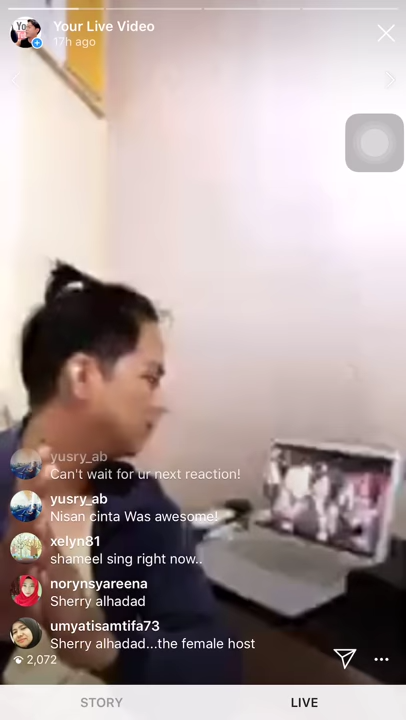 Yo
Your Live Video
17h ago
yusry_ab
Can't wait for ur next reaction!
yusry_ab
Nisan cinta Was awesome!
xelyn81
shameel sing right now..
norynsyareena
Sherry alhadad
umyatisamtifa73
Sherry alhadad...the female host
2,072
STORY
LIVE